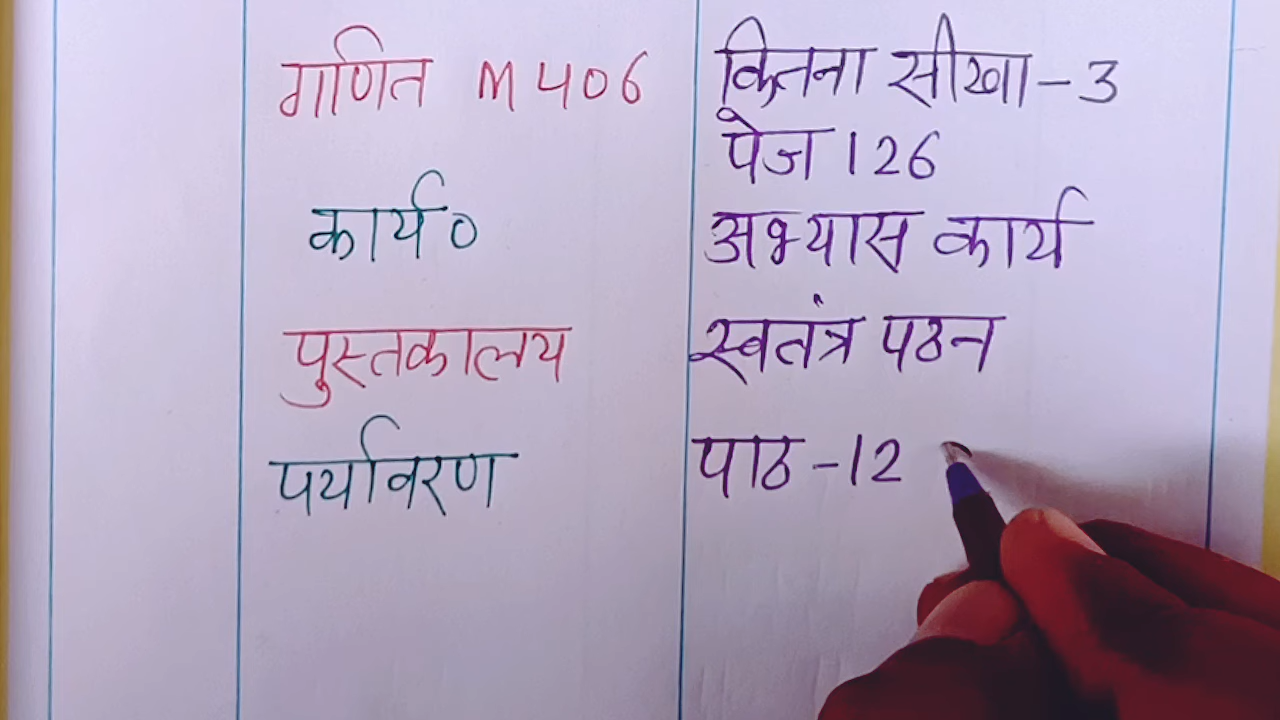 गणित M406 कितना सीखा-3
पेज 126
कार्य० अभ्यास कार्य
पुस्तकालय स्वतंत्र पठन
पर्यावरण पाठ-12